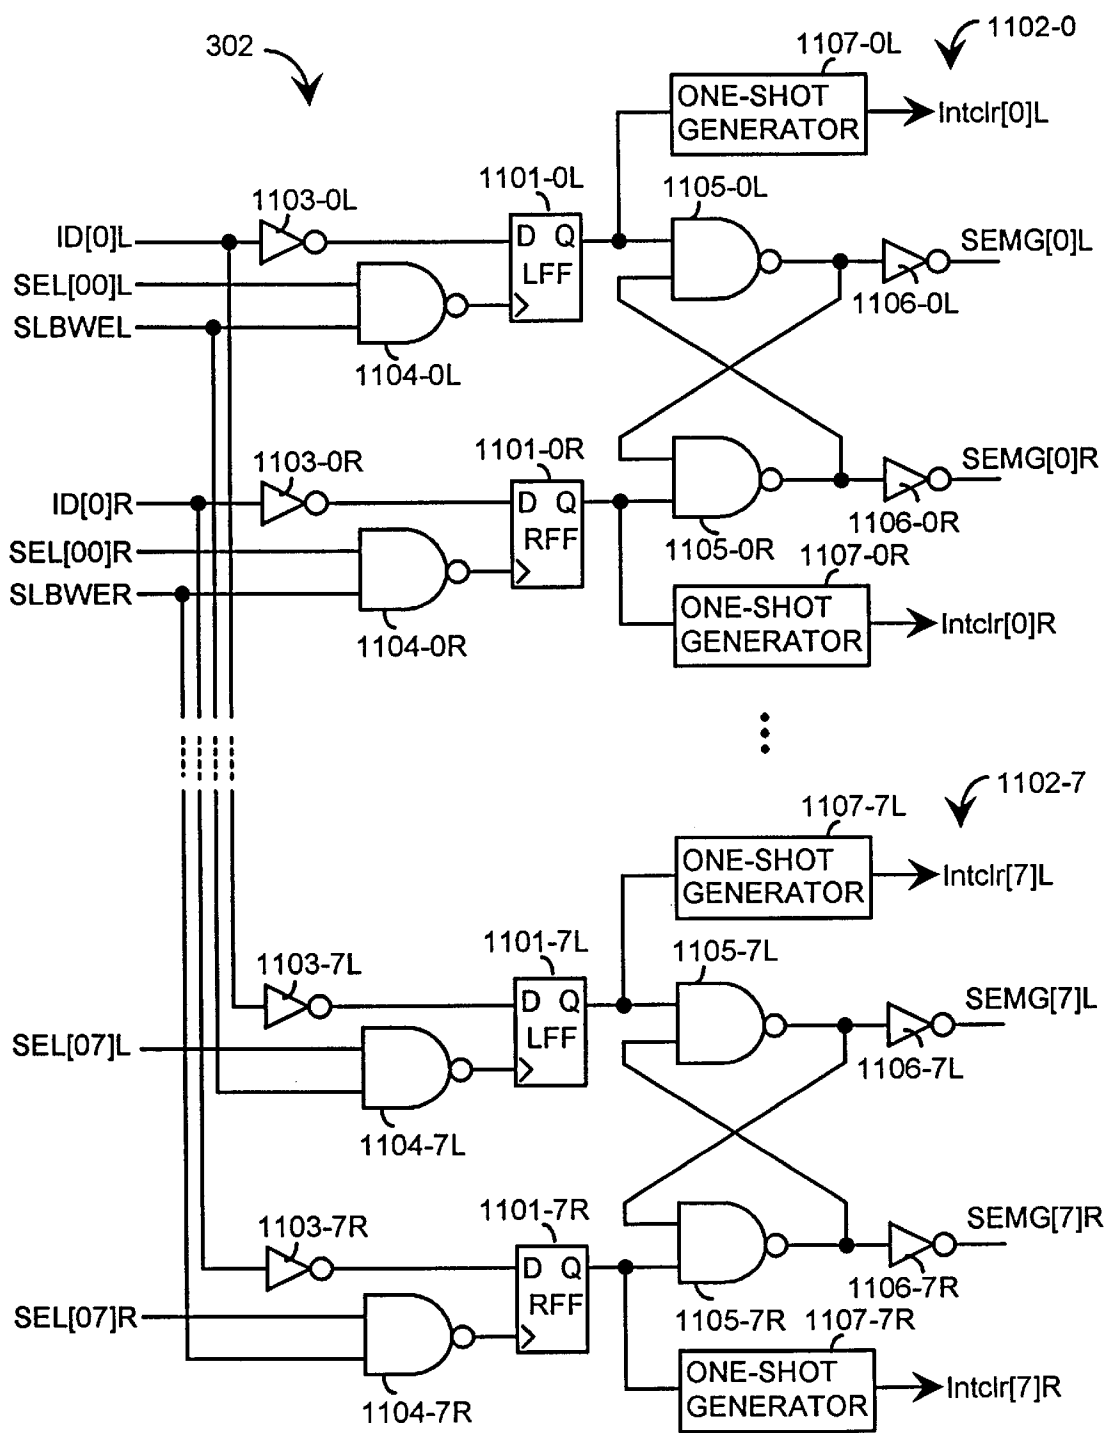 302
1107-0L
1102-0
ONE-SHOT
GENERATOR
Intclr[0]L
1103-0L
1101-0L
1105-0L
ID[0]L
D Q
LFF
SEMG[0]L
SEL[00]L
SLBWEL
1106-0L
1104-0L
1103-0R
1101-0R
SEMG[0]R
ID[0]R
D Q
RFF
SEL[00]R
1106-0R
1105-0R
1107-0R
SLBWER
ONE-SHOT
GENERATOR
Intclr[0]R
1104-0R
1102-7
1107-7L
ONE-SHOT
GENERATOR
Intclr[7]L
1101-7L
1105-7L
1103-7L
D Q
LFF
SEMG[7]L
SEL[07]L
1106-7L
1104-7L
1103-7R
1101-7R
SEMG[7]R
D Q
RFF
1106-7R
SEL[07]R
1105-7R
1107-7R
ONE-SHOT
GENERATOR
Intclr[7]R
1104-7R